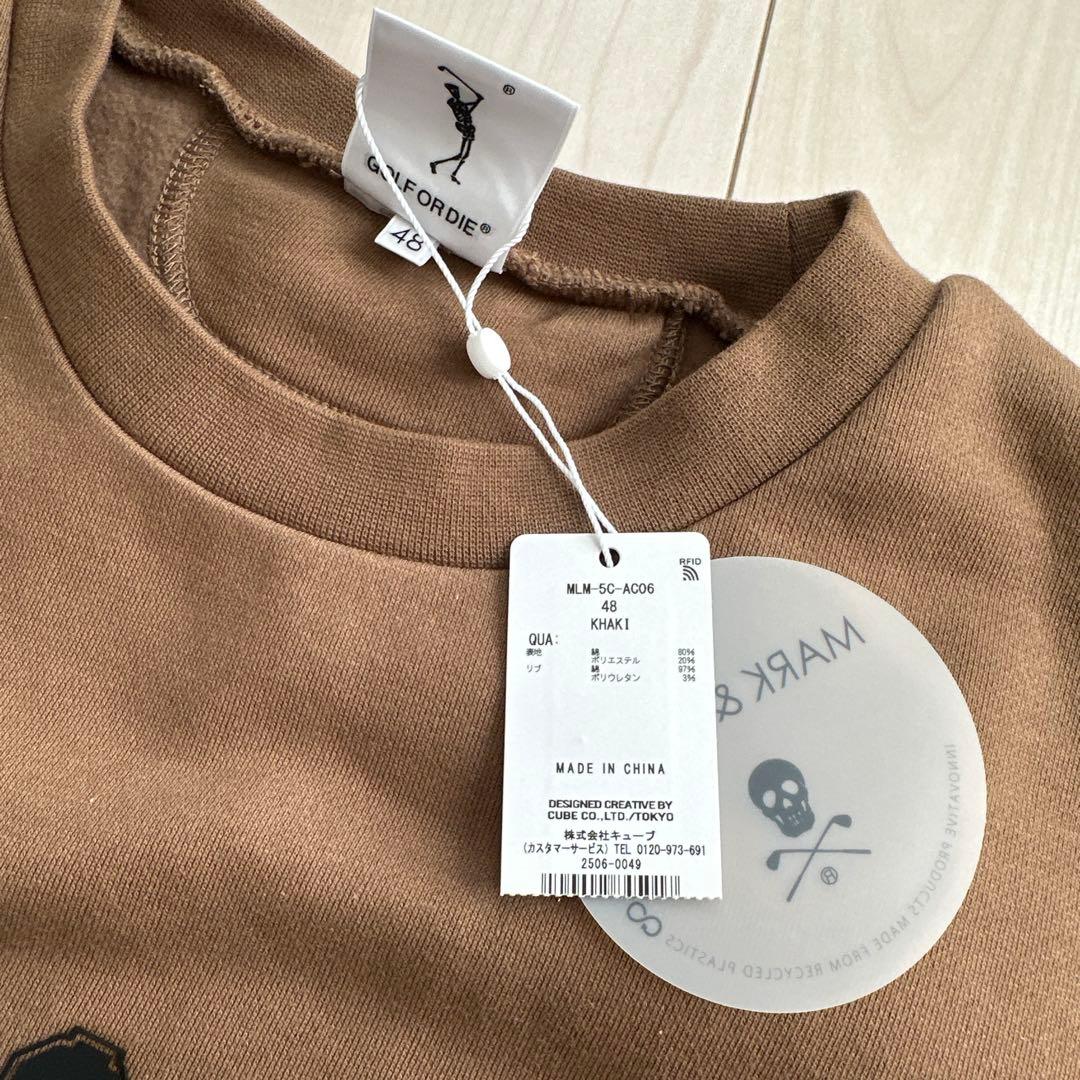 ®
GOLF OR DIE®
48
RFID
MLM-5C-AC06
48
KHAKI
QUA:
表地 綿 80%
ポリエステル 20%
リブ 綿 97%
ポリウレタン 3%
MADE IN CHINA
DESIGNED CREATIVE BY
CUBE CO.,LTD./TOKYO
株式会社キューブ
(カスタマーサービス) TEL 0120-973-691
2506-0049
MARK &
®
INNOVATIVE PRODUCTS MADE FROM RECYCLED PLASTICS